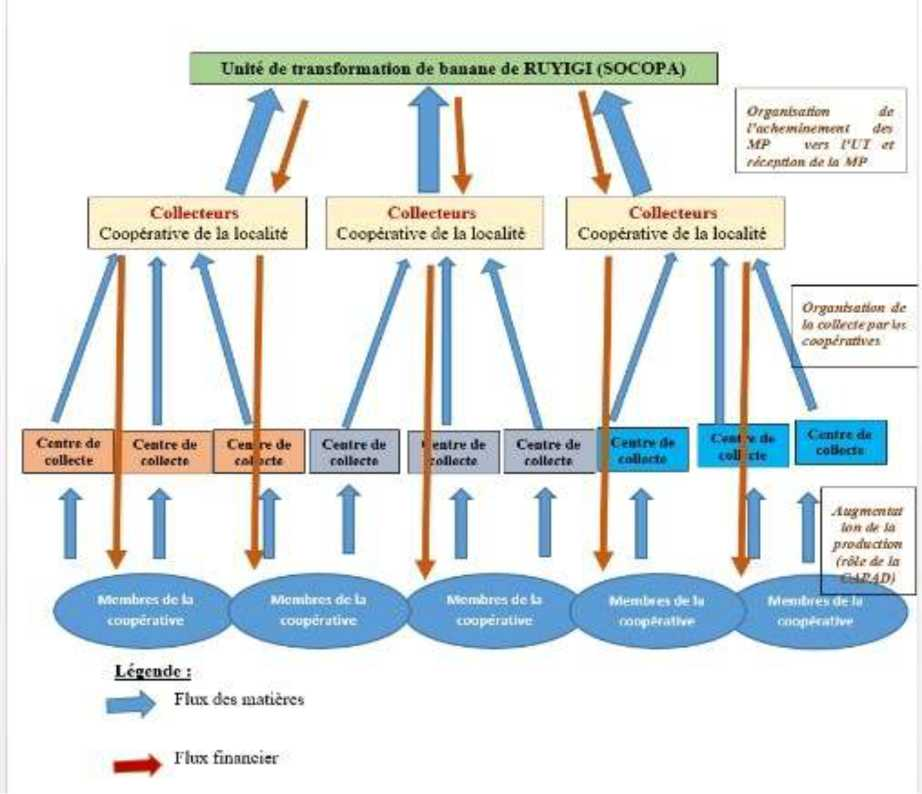 Unité de transformation de banane de RUYIGI (SOCOPA)
Organisation de
l'acheminement des
MP vers l'UT et
réception de la MP
Collecteurs
Coopérative de la localité
Collecteurs
Coopérative de la localité
Collecteurs
Coopérative de la localité
Organisation de
la collecte par les
coopératives
Centre de
collecte
Centre de
collecte
Centre de
collecte
Centre de
collecte
Centre de
collecte
Centre de
collecte
Centre de
collecte
Centre de
collecte
Centre de
collecte
Augmentat
ion de la
production
(rôle de la
CAPAD)
Membres de la
coopérative
Membres de la
coopérative
Membres de la
coopérative
Membres de la
coopérative
Membres de la
coopérative
Légende :
Flux des matières
Flux financier